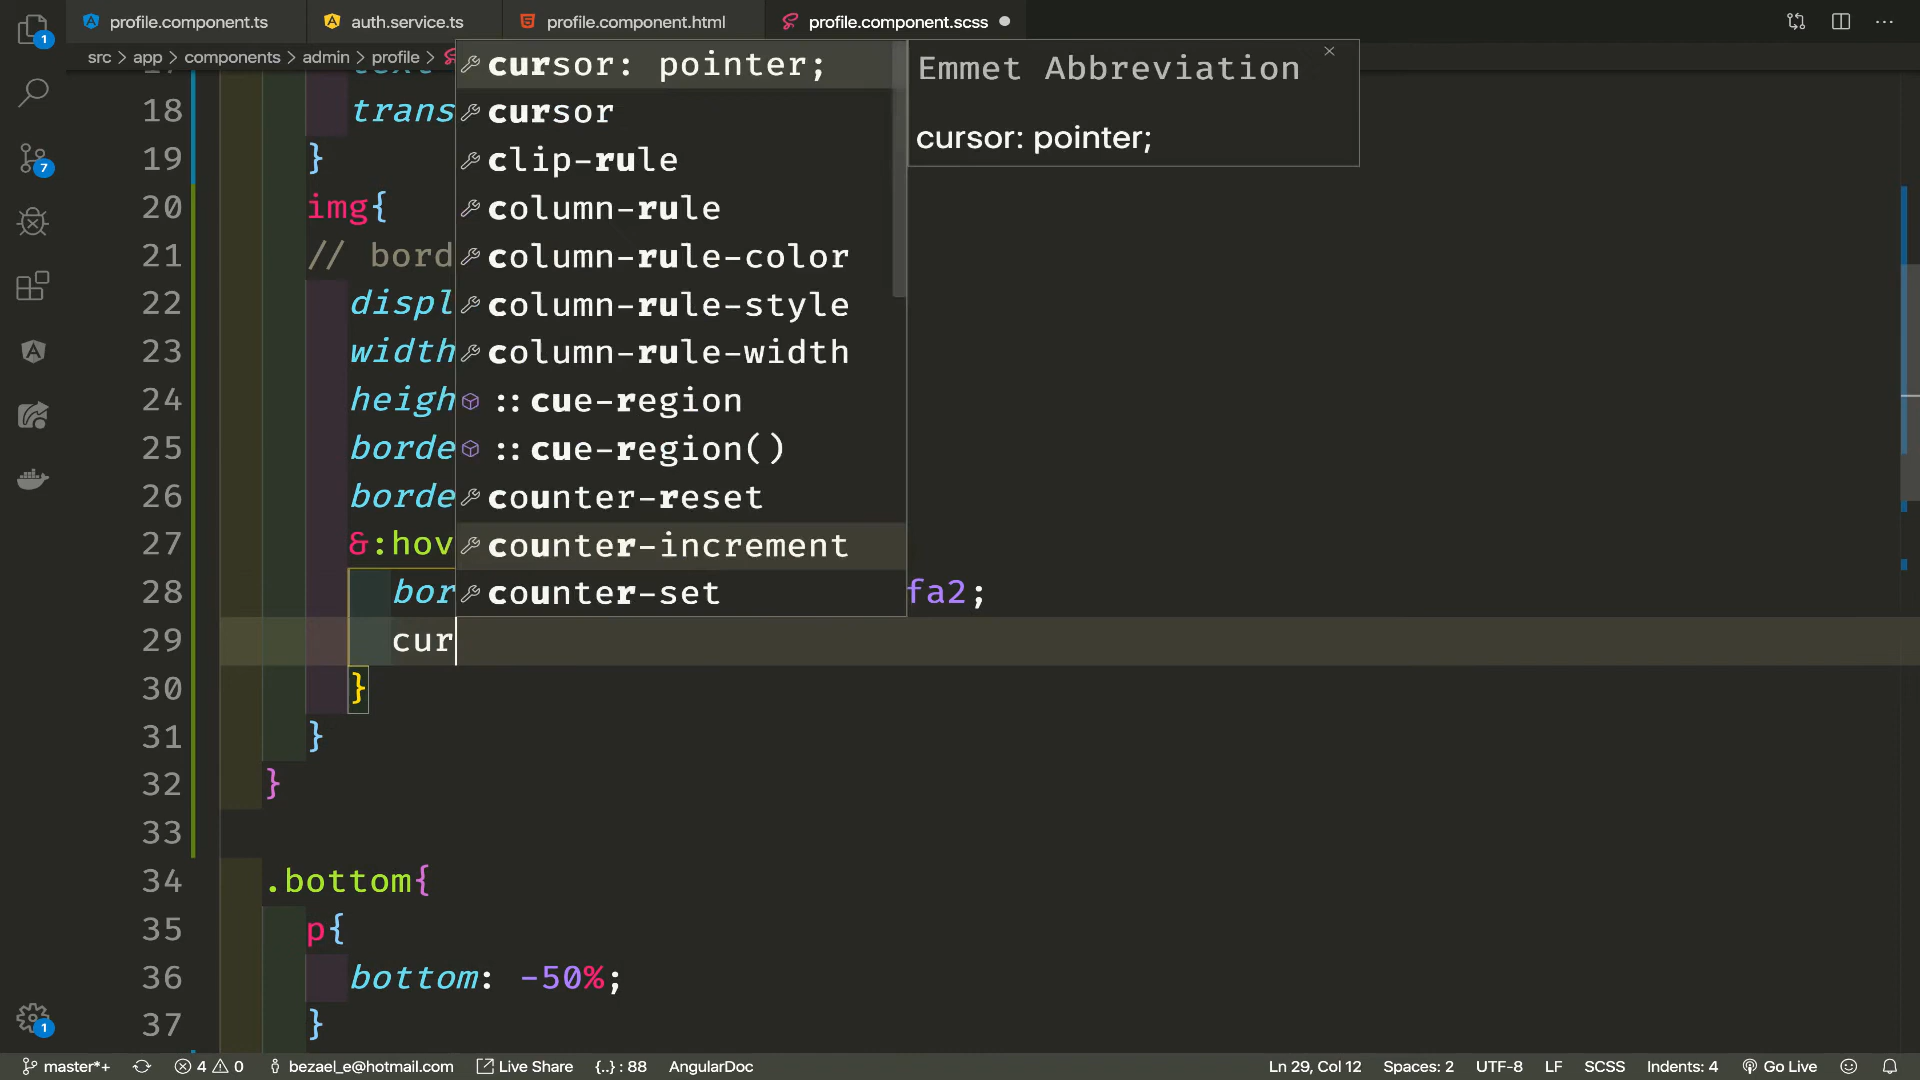 profile.component.ts auth.service.ts profile.component.html profile.component.scss
src > app > components > admin > profile >
18 trans
19 }
20 img{
21 // bord
22 displ
23 width
24 heigh
25 borde
26 borde
27 &:hov
28 bor fa2;
29 cur
30 }
31 }
32 }
33
34 .bottom{
35 p{
36 bottom: -50%;
37 }
cursor: pointer;
cursor
clip-rule
column-rule
column-rule-color
column-rule-style
column-rule-width
::cue-region
::cue-region()
counter-reset
counter-increment
counter-set
Emmet Abbreviation
cursor: pointer;
1
7
1
master*+ 4 0 bezael_e@hotmail.com Live Share {..} : 88 AngularDoc Ln 29, Col 12 Spaces: 2 UTF-8 LF SCSS Indents: 4 Go Live